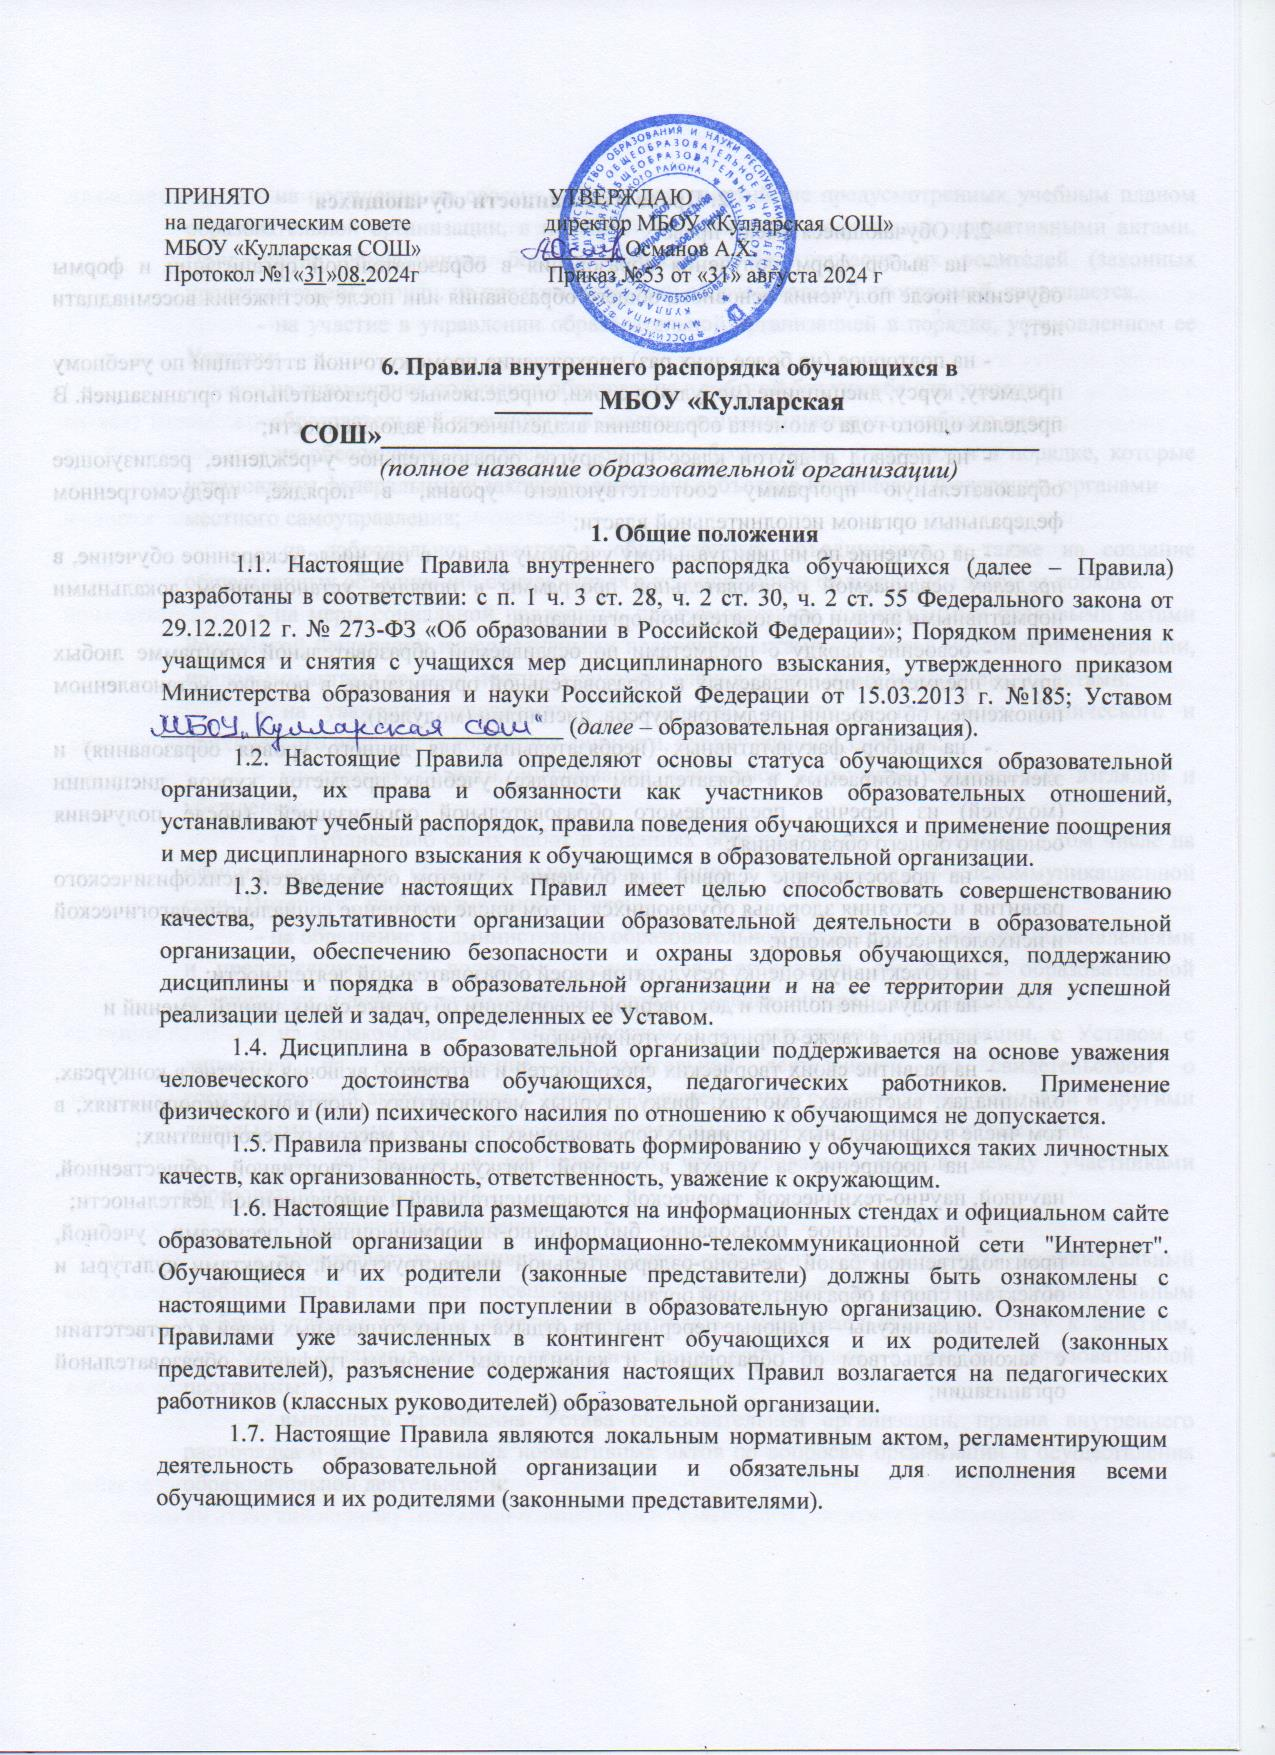 ПРИНЯТО
на педагогическим совете
МБОУ «Кулларская СОШ»
Протокол №1«31»08.2024г
УТВЕРЖДАЮ
директор МБОУ «Кулларская СОШ»
Османов А.Х.
Приказ №53 от «31» августа 2024 г
6. Правила внутреннего распорядка обучающихся в
________ МБОУ «Кулларская
СОШ»________________________________________________
(полное название образовательной организации)
1. Общие положения
1.1. Настоящие Правила внутреннего распорядка обучающихся (далее – Правила)
разработаны в соответствии: с п. 1 ч. 3 ст. 28, ч. 2 ст. 30, ч. 2 ст. 55 Федерального закона от
29.12.2012 г. № 273-ФЗ «Об образовании в Российской Федерации»; Порядком применения к
учащимся и снятия с учащихся мер дисциплинарного взыскания, утвержденного приказом
Министерства образования и науки Российской Федерации от 15.03.2013 г. №185; Уставом
МБОУ „Кулларская СОШ“ (далее – образовательная организация).
1.2. Настоящие Правила определяют основы статуса обучающихся образовательной
организации, их права и обязанности как участников образовательных отношений,
устанавливают учебный распорядок, правила поведения обучающихся и применение поощрения
и мер дисциплинарного взыскания к обучающимся в образовательной организации.
1.3. Введение настоящих Правил имеет целью способствовать совершенствованию
качества, результативности организации образовательной деятельности в образовательной
организации, обеспечению безопасности и охраны здоровья обучающихся, поддержанию
дисциплины и порядка в образовательной организации и на ее территории для успешной
реализации целей и задач, определенных ее Уставом.
1.4. Дисциплина в образовательной организации поддерживается на основе уважения
человеческого достоинства обучающихся, педагогических работников. Применение
физического и (или) психического насилия по отношению к обучающимся не допускается.
1.5. Правила призваны способствовать формированию у обучающихся таких личностных
качеств, как организованность, ответственность, уважение к окружающим.
1.6. Настоящие Правила размещаются на информационных стендах и официальном сайте
образовательной организации в информационно-телекоммуникационной сети "Интернет".
Обучающиеся и их родители (законные представители) должны быть ознакомлены с
настоящими Правилами при поступлении в образовательную организацию. Ознакомление с
Правилами уже зачисленных в контингент обучающихся и их родителей (законных
представителей), разъяснение содержания настоящих Правил возлагается на педагогических
работников (классных руководителей) образовательной организации.
1.7. Настоящие Правила являются локальным нормативным актом, регламентирующим
деятельность образовательной организации и обязательны для исполнения всеми
обучающимися и их родителями (законными представителями).